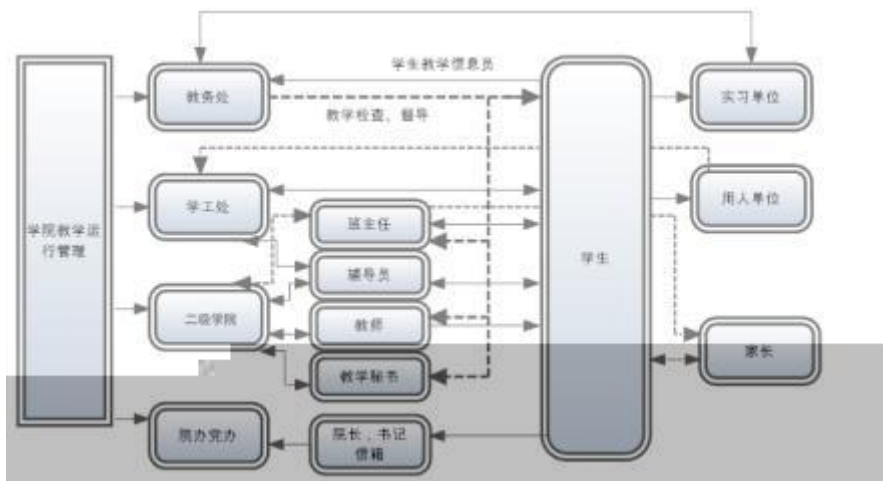 学生教学信息员
教务处
实习单位
教学检查、督导
学工处
用人单位
班主任
学院教学运
行管理
辅导员
学生
二级学院
教师
家长
教学秘书
院办党办
院长，书记
信箱